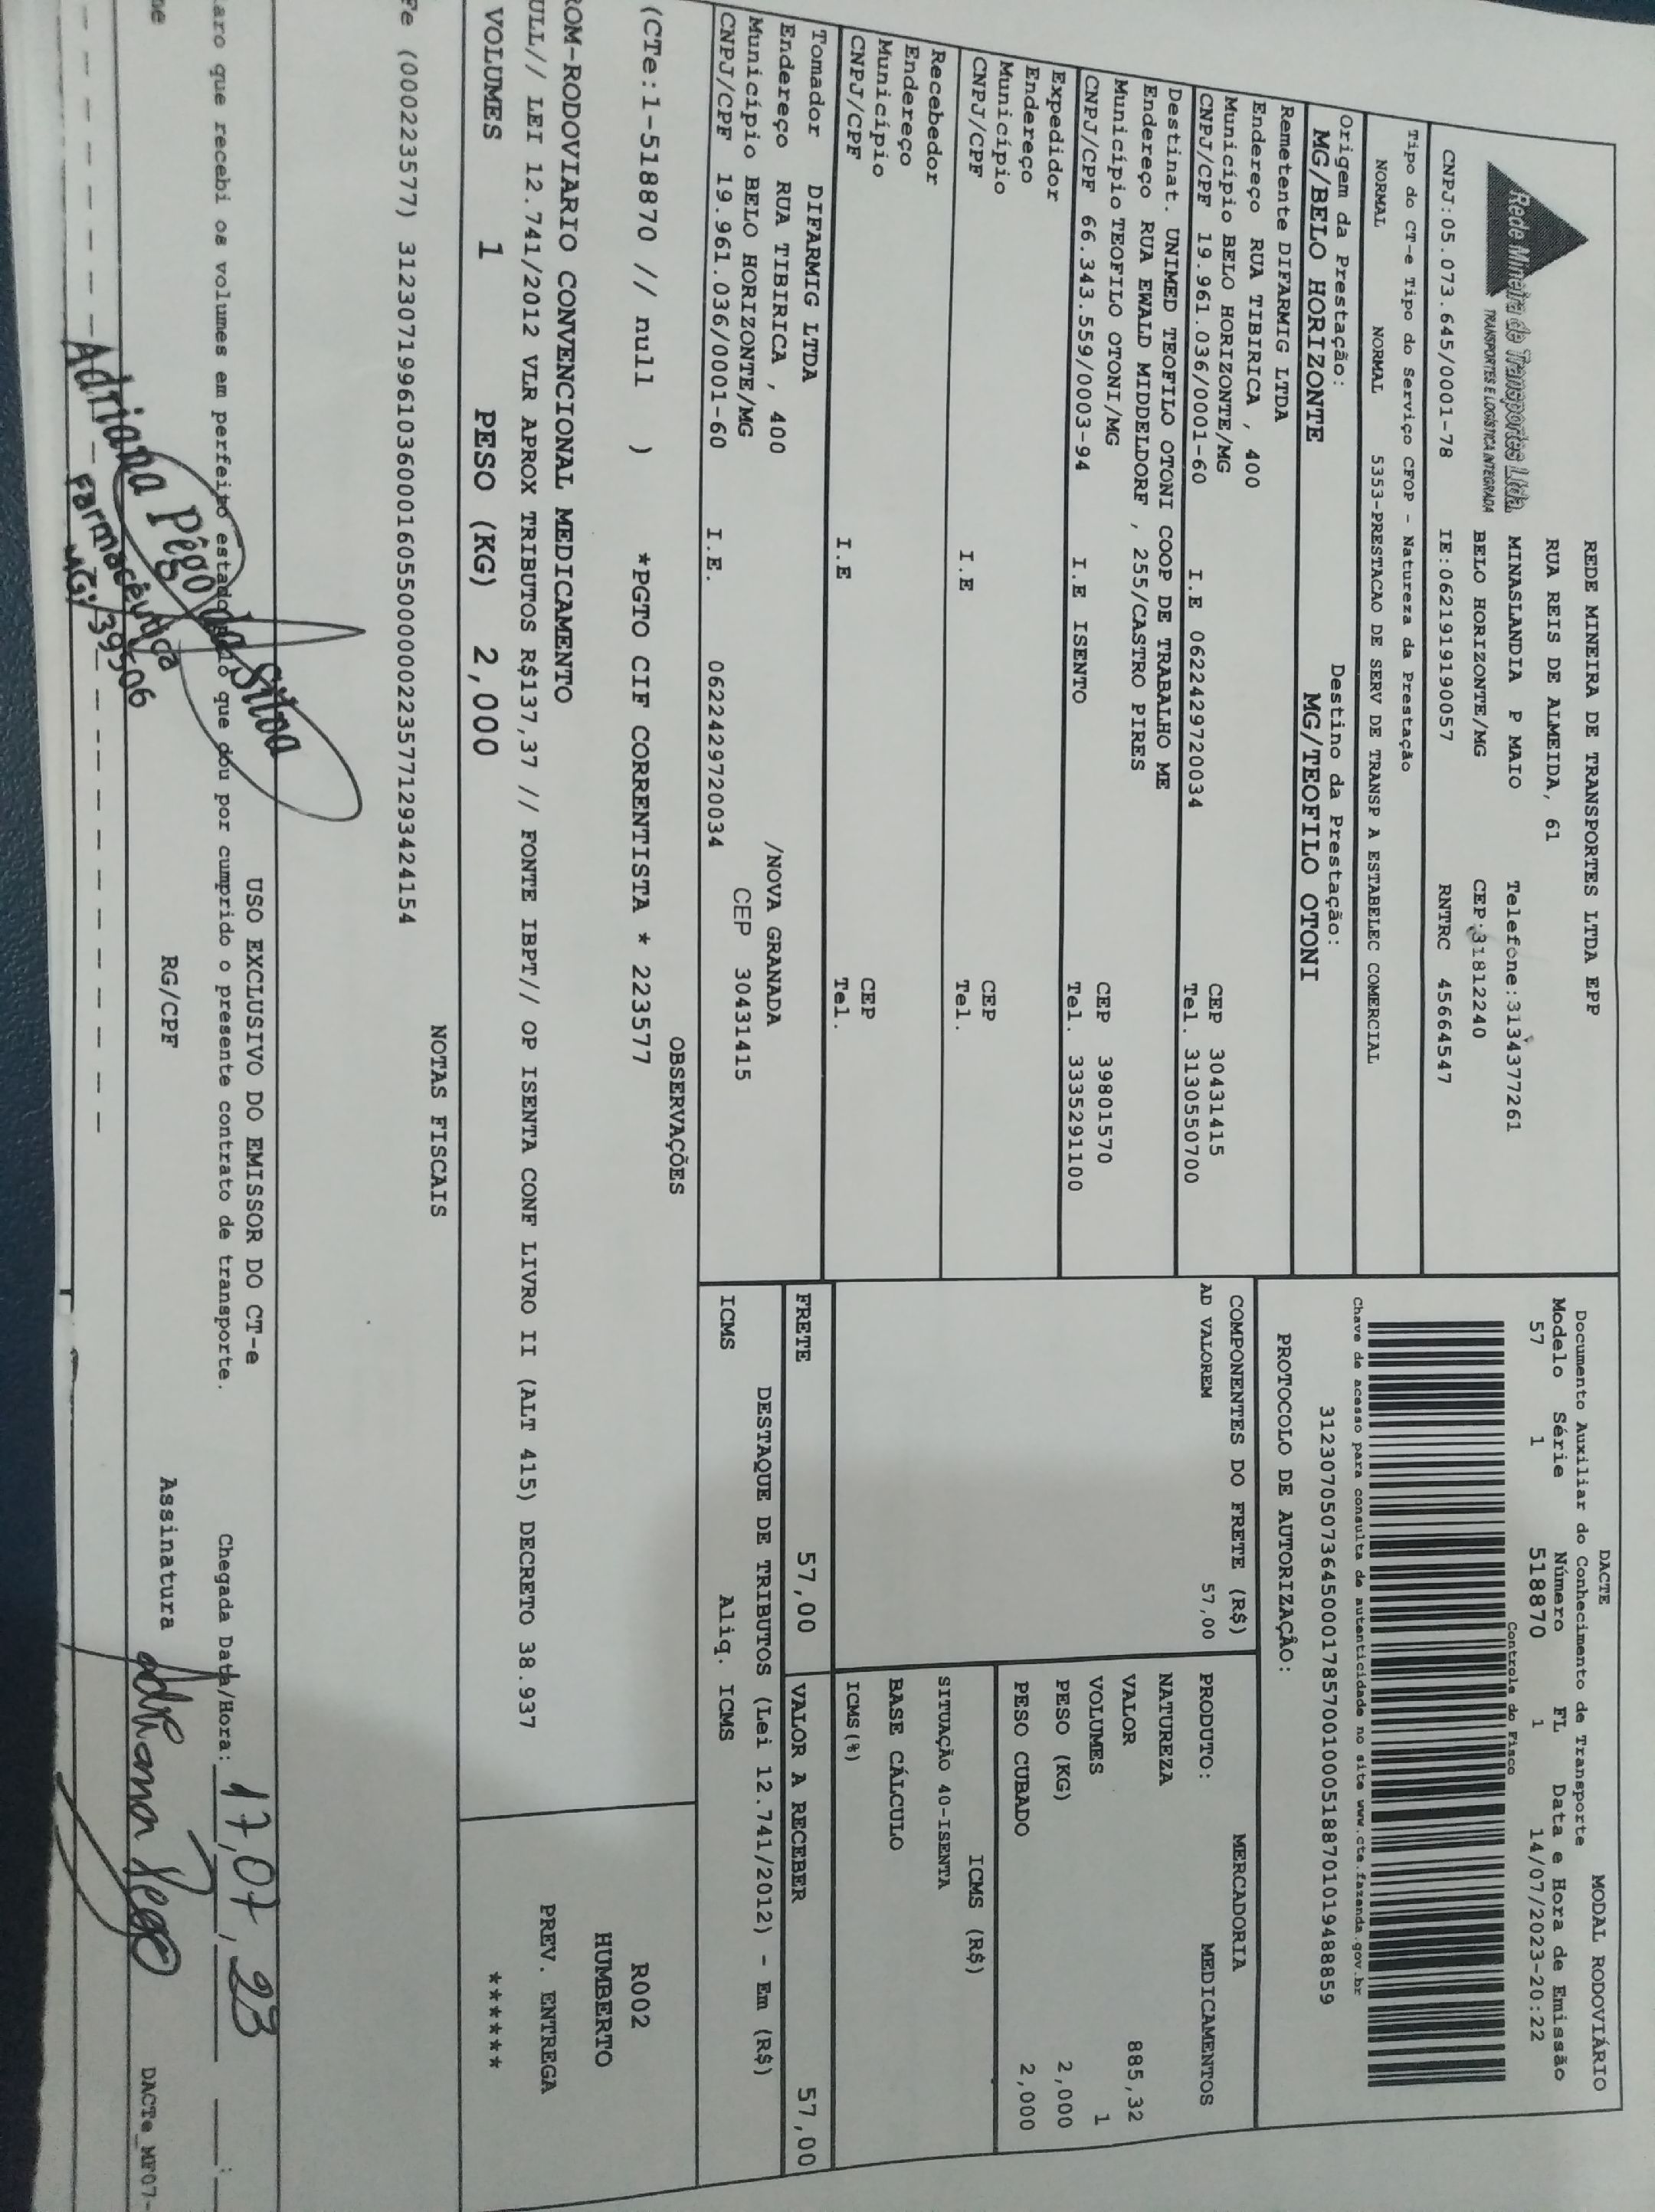 Rede Mineira de Transportes Ltda.
TRANSPORTES E LOGÍSTICA INTEGRADA
REDE MINEIRA DE TRANSPORTES LTDA EPP
RUA REIS DE ALMEIDA, 61
MINASLANDIA P MAIO Telefone:3134377261
BELO HORIZONTE/MG CEP:31812240
CNPJ:05.073.645/0001-78 IE:0621919190057 RNTRC 45664547
Tipo do CT-e Tipo do Serviço CFOP - Natureza da Prestação
NORMAL NORMAL 5353-PRESTACAO DE SERV DE TRANSP A ESTABELEC COMERCIAL
Origem da Prestação: Destino da Prestação:
MG/BELO HORIZONTE MG/TEOFILO OTONI
Remetente DIFARMIG LTDA
Endereço RUA TIBIRICA , 400
Município BELO HORIZONTE/MG CEP 30431415
CNPJ/CPF 19.961.036/0001-60 I.E 0622429720034 Tel. 3130550700
Destinat. UNIMED TEOFILO OTONI COOP DE TRABALHO ME
Endereço RUA EWALD MIDDELDORF , 255/CASTRO PIRES
Município TEOFILO OTONI/MG CEP 39801570
CNPJ/CPF 66.343.559/0003-94 I.E ISENTO Tel. 3335291100
Expedidor
Endereço
Município CEP
CNPJ/CPF I.E Tel.
Recebedor
Endereço
Município CEP
CNPJ/CPF I.E Tel.
Tomador DIFARMIG LTDA
Endereço RUA TIBIRICA , 400 /NOVA GRANADA
Município BELO HORIZONTE/MG CEP 30431415
CNPJ/CPF 19.961.036/0001-60 I.E. 0622429720034
DACTE MODAL RODOVIÁRIO
Documento Auxiliar do Conhecimento de Transporte
Modelo Série Número FL Data e Hora de Emissão
57 1 518870 1 14/07/2023-20:22
Controle do Fisco
Chave de acesso para consulta de autenticidade no site www.cte.fazenda.gov.br
31230705073645000178570010005188701019488859
PROTOCOLO DE AUTORIZAÇÃO:
COMPONENTES DO FRETE (R$)
AD VALOREM 57,00
MERCADORIA
PRODUTO: MEDICAMENTOS
NATUREZA
VALOR 885,32
VOLUMES 1
PESO (KG) 2,000
PESO CUBADO 2,000
ICMS (R$)
SITUAÇÃO 40-ISENTA
BASE CÁLCULO
ICMS(%)
FRETE 57,00 VALOR A RECEBER 57,00
DESTAQUE DE TRIBUTOS (Lei 12.741/2012) - Em (R$)
ICMS Aliq. ICMS
OBSERVAÇÕES
(CTe:1-518870 // null ) *PGTO CIF CORRENTISTA * 223577
ROM-RODOVIARIO CONVENCIONAL MEDICAMENTO
ULL// LEI 12.741/2012 VLR APROX TRIBUTOS R$137,37 // FONTE IBPT// OP ISENTA CONF LIVRO II (ALT 415) DECRETO 38.937
VOLUMES 1 PESO (KG) 2,000
R002
HUMBERTO
PREV. ENTREGA
******
NOTAS FISCAIS
Fe (000223577) 31230719961036000160550000002235771293424154
USO EXCLUSIVO DO EMISSOR DO CT-e
aro que recebi os volumes em perfeito estado que dou por cumprido o presente contrato de transporte. Chegada Data/Hora: 17,07,23 :
me RG/CPF Assinatura Adriana Pego
DACTe_MF07-
Adriana Pêgo da Silva
Farmacêutica
MG: 39506